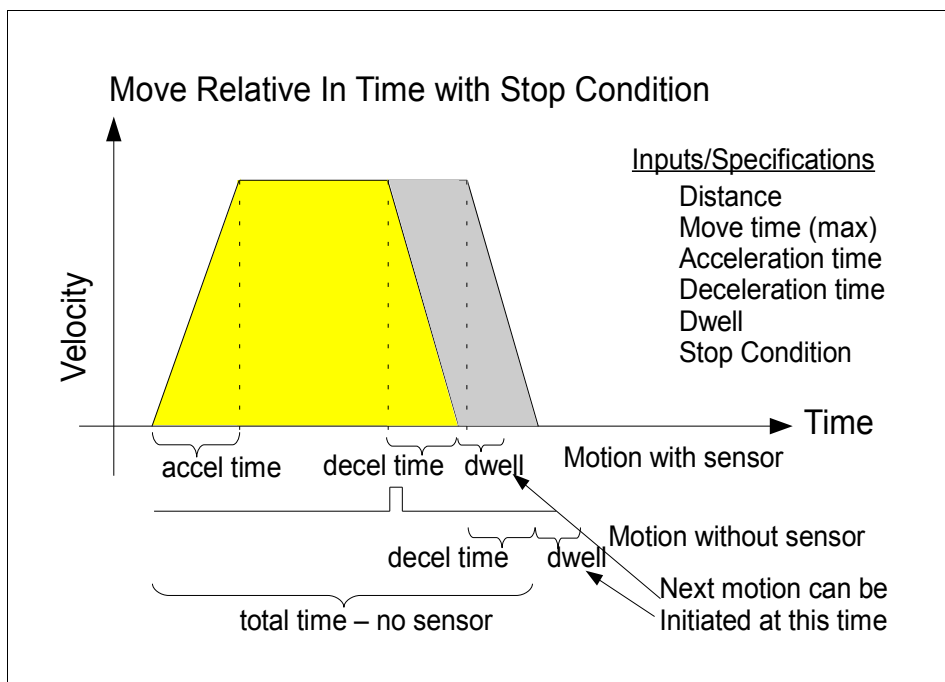 Move Relative In Time with Stop Condition
Inputs/Specifications
Distance
Move time (max)
Acceleration time
Deceleration time
Dwell
Stop Condition
Velocity
Time
accel time
decel time
dwell
Motion with sensor
Motion without sensor
decel time
dwell
Next motion can be
Initiated at this time
total time – no sensor